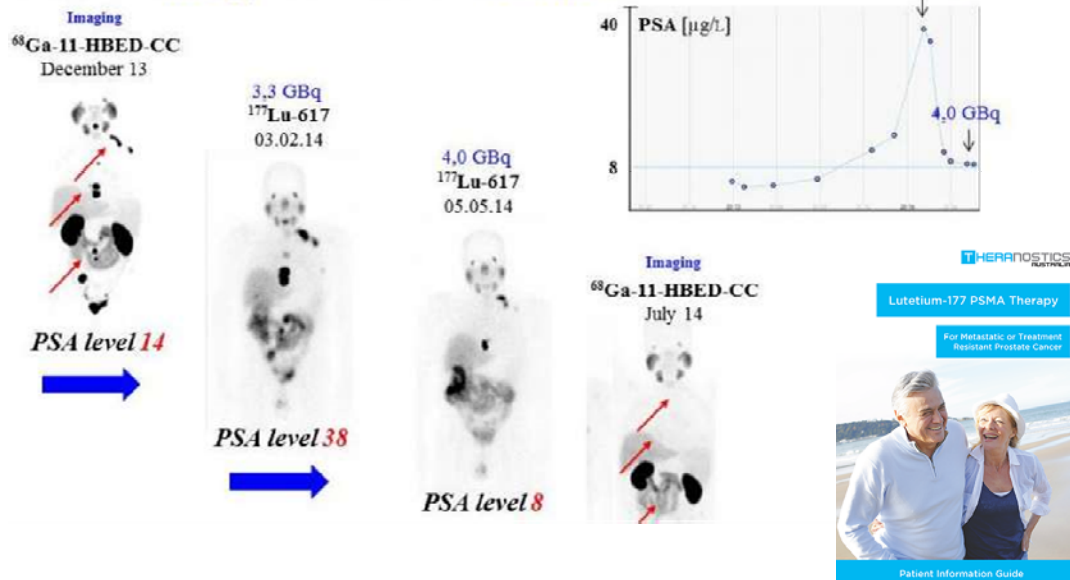 Imaging
⁶⁸Ga-11-HBED-CC
December 13
PSA level 14
3,3 GBq
¹⁷⁷Lu-617
03.02.14
PSA level 38
4,0 GBq
¹⁷⁷Lu-617
05.05.14
PSA level 8
Imaging
⁶⁸Ga-11-HBED-CC
July 14
40
PSA [µg/L]
4,0 GBq
8
THERANOSTICS
AUSTRALIA
Lutetium-177 PSMA Therapy
For Metastatic or Treatment
Resistant Prostate Cancer
Patient Information Guide